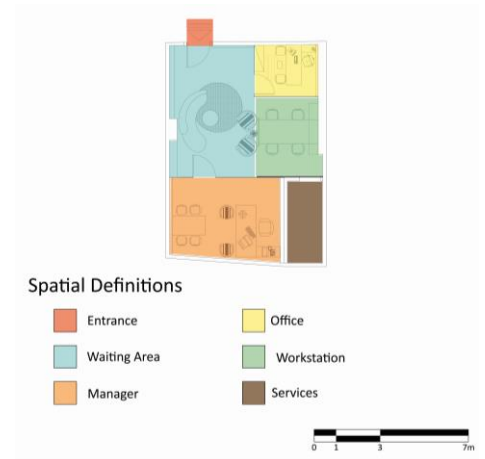 Spatial Definitions
Entrance
Office
Waiting Area
Workstation
Manager
Services
0 1 3 7m